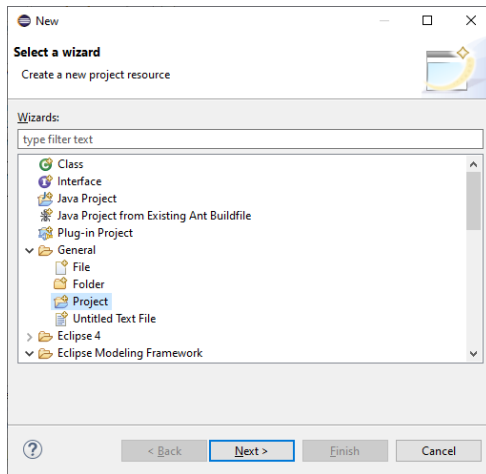 New
Select a wizard
Create a new project resource
Wizards:
type filter text
Class
Interface
Java Project
Java Project from Existing Ant Buildfile
Plug-in Project
General
File
Folder
Project
Untitled Text File
Eclipse 4
Eclipse Modeling Framework
? < Back Next > Finish Cancel